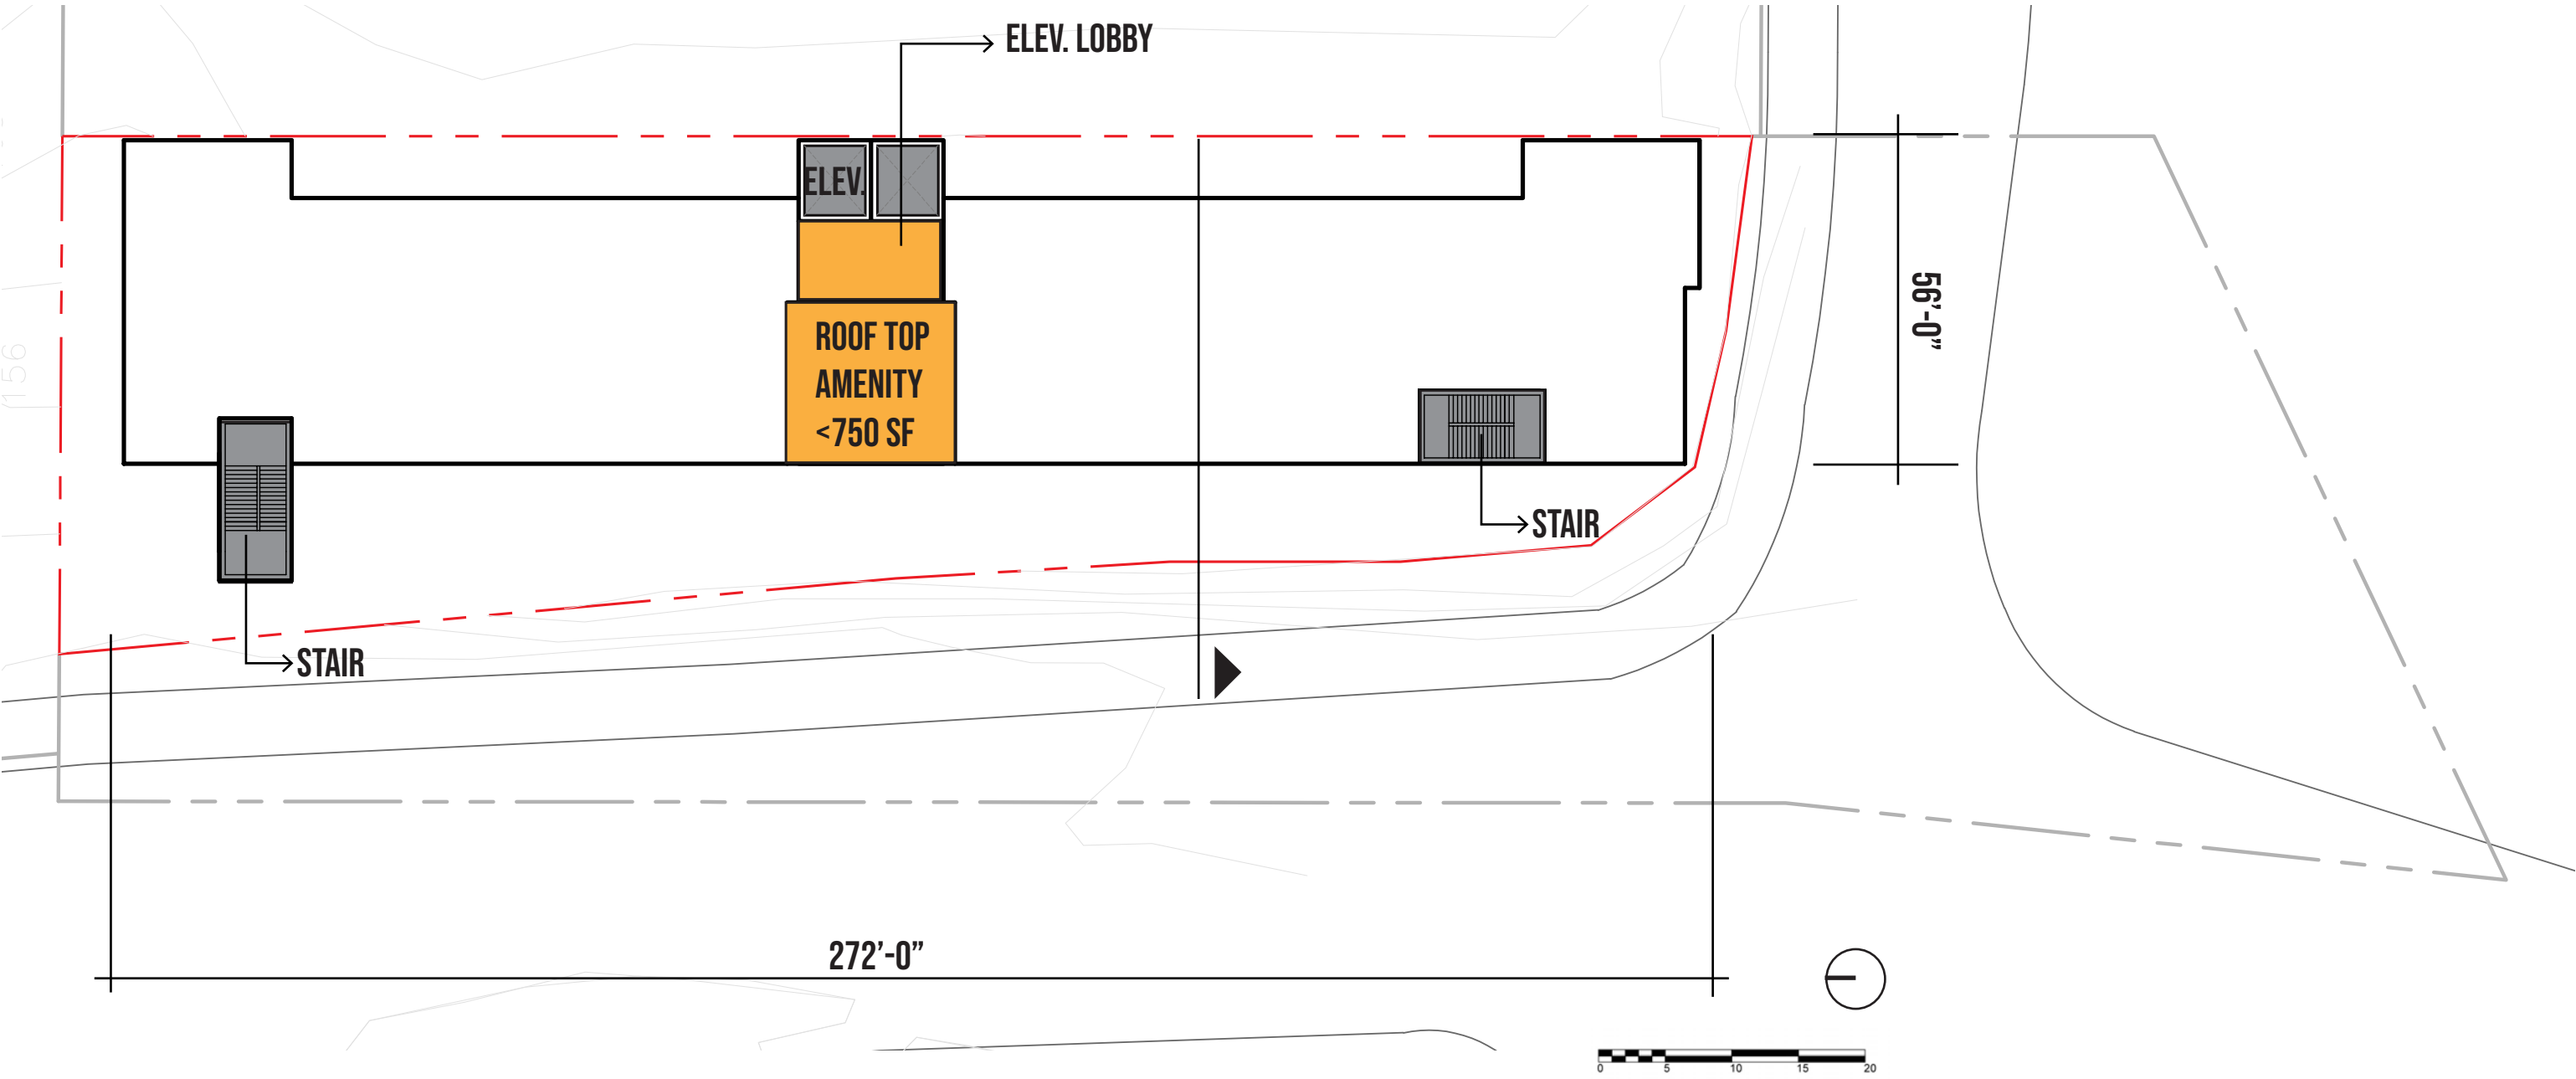 ELEV. LOBBY
ELEV.
ROOF TOP
AMENITY
<750 SF
56'-0"
156
STAIR
STAIR
272'-0"
0 5 10 15 20